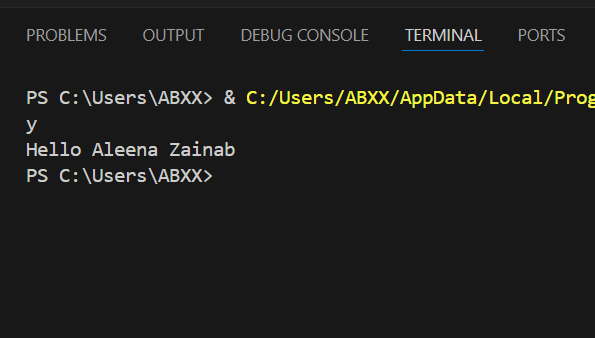 PROBLEMS OUTPUT DEBUG CONSOLE TERMINAL PORTS
PS C:\Users\ABXX> & C:/Users/ABXX/AppData/Local/Prog
y
Hello Aleena Zainab
PS C:\Users\ABXX>